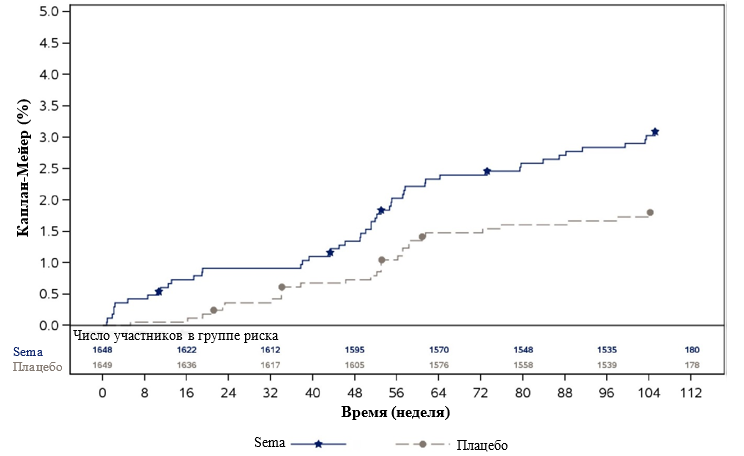 5.0
4.5
4.0
3.5
3.0
2.5
2.0
1.5
1.0
0.5
0.0
Каплан-Мейер (%)
Число участников в группе риска
Sema 1648 1622 1612 1595 1570 1548 1535 180
Плацебо 1649 1636 1617 1605 1576 1558 1539 178
0 8 16 24 32 40 48 56 64 72 80 88 96 104 112
Время (неделя)
Sema Плацебо